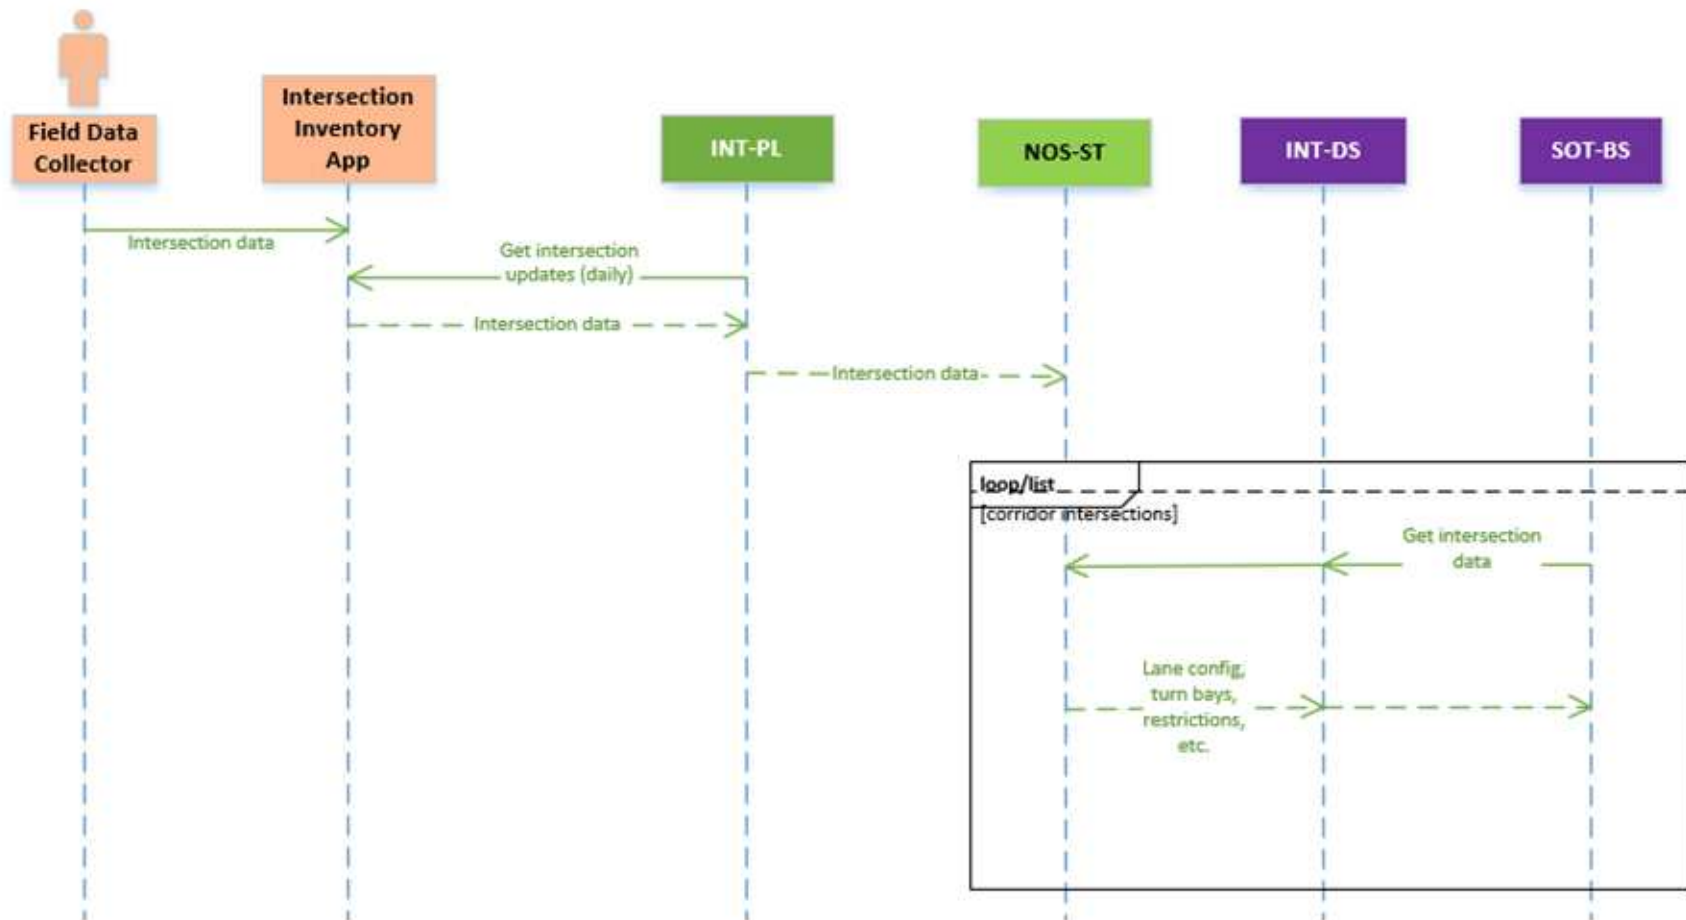 Field Data
Collector
Intersection
Inventory
App
INT-PL
NOS-ST
INT-DS
SOT-BS
Intersection data
Get intersection
updates (daily)
Intersection data
Intersection data
loop/list
[corridor intersections]
Get intersection
data
Lane config,
turn bays,
restrictions,
etc.